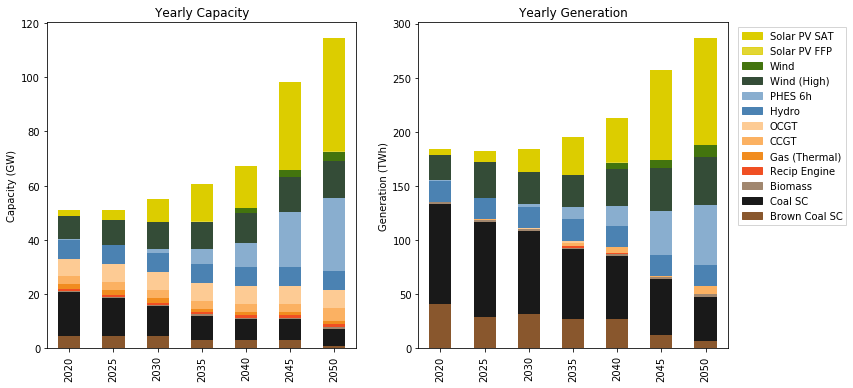 Yearly Capacity
Capacity (GW)
120
100
80
60
40
20
0
2020
2025
2030
2035
2040
2045
2050
Yearly Generation
Generation (TWh)
300
250
200
150
100
50
0
2020
2025
2030
2035
2040
2045
2050
Solar PV SAT
Solar PV FFP
Wind
Wind (High)
PHES 6h
Hydro
OCGT
CCGT
Gas (Thermal)
Recip Engine
Biomass
Coal SC
Brown Coal SC